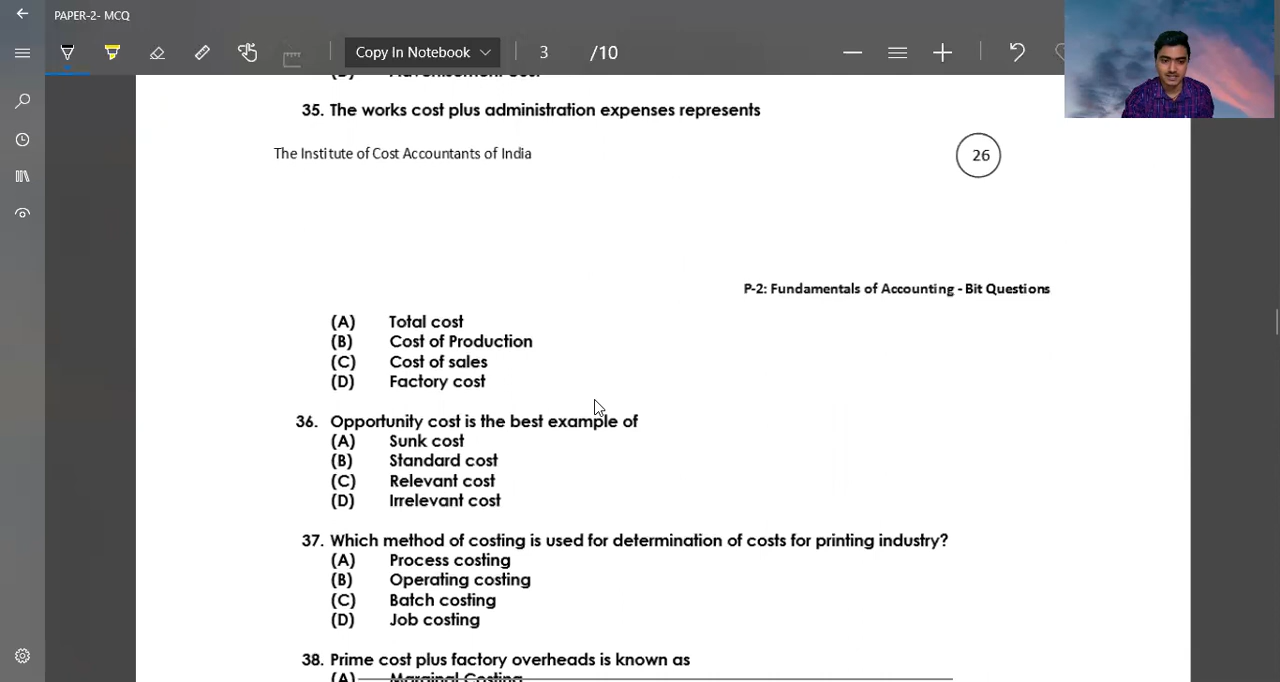 PAPER-2- MCQ
Copy In Notebook
3 /10
35. The works cost plus administration expenses represents
The Institute of Cost Accountants of India
26
P-2: Fundamentals of Accounting - Bit Questions
(A) Total cost
(B) Cost of Production
(C) Cost of sales
(D) Factory cost
36. Opportunity cost is the best example of
(A) Sunk cost
(B) Standard cost
(C) Relevant cost
(D) Irrelevant cost
37. Which method of costing is used for determination of costs for printing industry?
(A) Process costing
(B) Operating costing
(C) Batch costing
(D) Job costing
38. Prime cost plus factory overheads is known as
(A) Marginal Costing